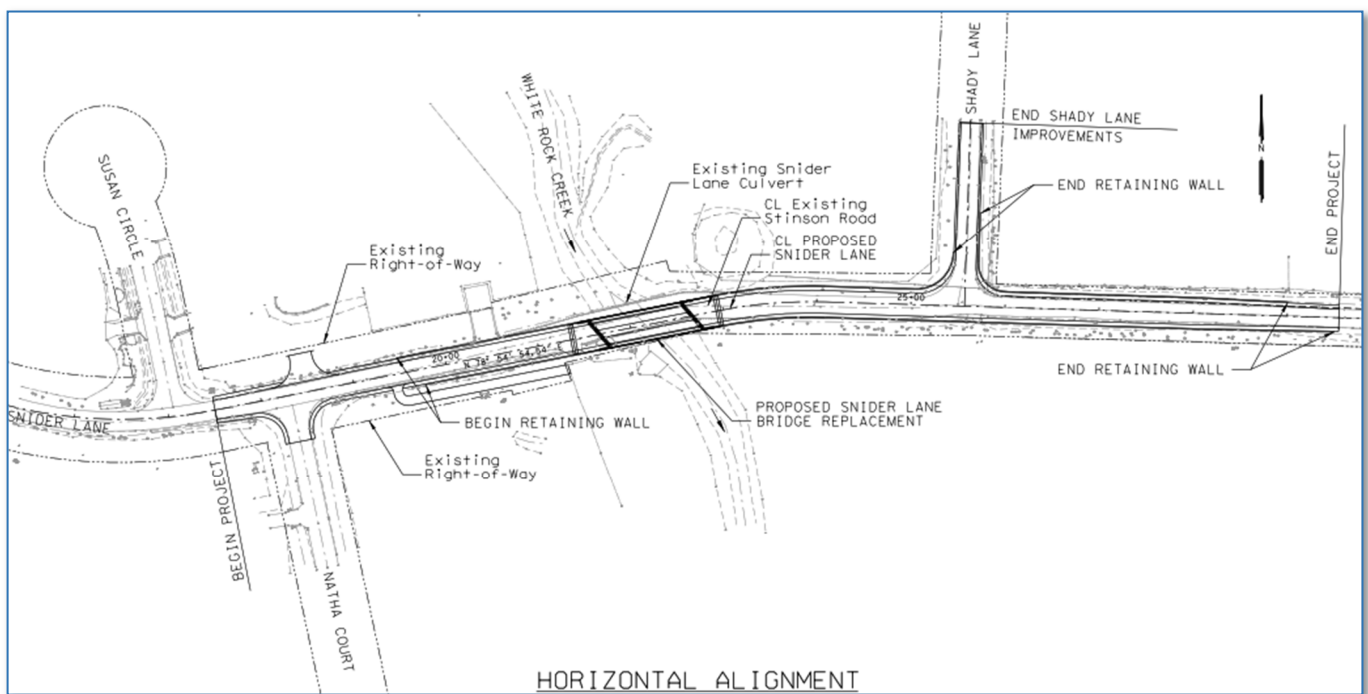 SHADY LANE
WHITE ROCK CREEK
END SHADY LANE
IMPROVEMENTS
N
SUSAN CIRCLE
Existing Snider
Lane Culvert
END RETAINING WALL
END PROJECT
CL Existing
Stinson Road
CL PROPOSED
SNIDER LANE
Existing
Right-of-Way
25+00
20+00
END RETAINING WALL
SNIDER LANE
BEGIN RETAINING WALL
PROPOSED SNIDER LANE
BRIDGE REPLACEMENT
Existing
Right-of-Way
BEGIN PROJECT
NATHA COURT
HORIZONTAL ALIGNMENT